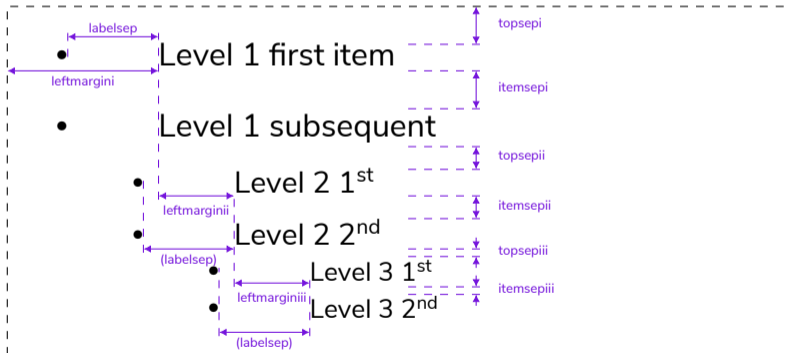 labelsep
topsepi
Level 1 first item
leftmargini
itemsepi
Level 1 subsequent
topsepii
Level 2 1st
leftmarginii
itemsepii
Level 2 2nd
(labelsep)
topsepiii
Level 3 1st
leftmarginiii
itemsepiii
Level 3 2nd
(labelsep)